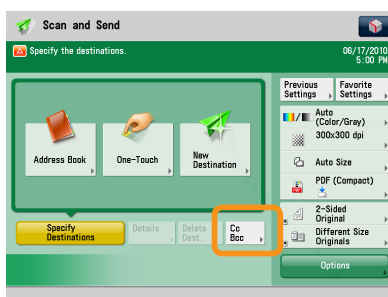 Scan and Send
Specify the destinations.
06/17/2010
5:00 PM
Previous
Settings
Favorite
Settings
Auto
(Color/Gray)
300x300 dpi
Address Book
One-Touch
New
Destination
Auto Size
PDF (Compact)
2-Sided
Original
Specify
Destinations
Details
Delete
Dest.
Cc
Bcc
Different Size
Originals
Options